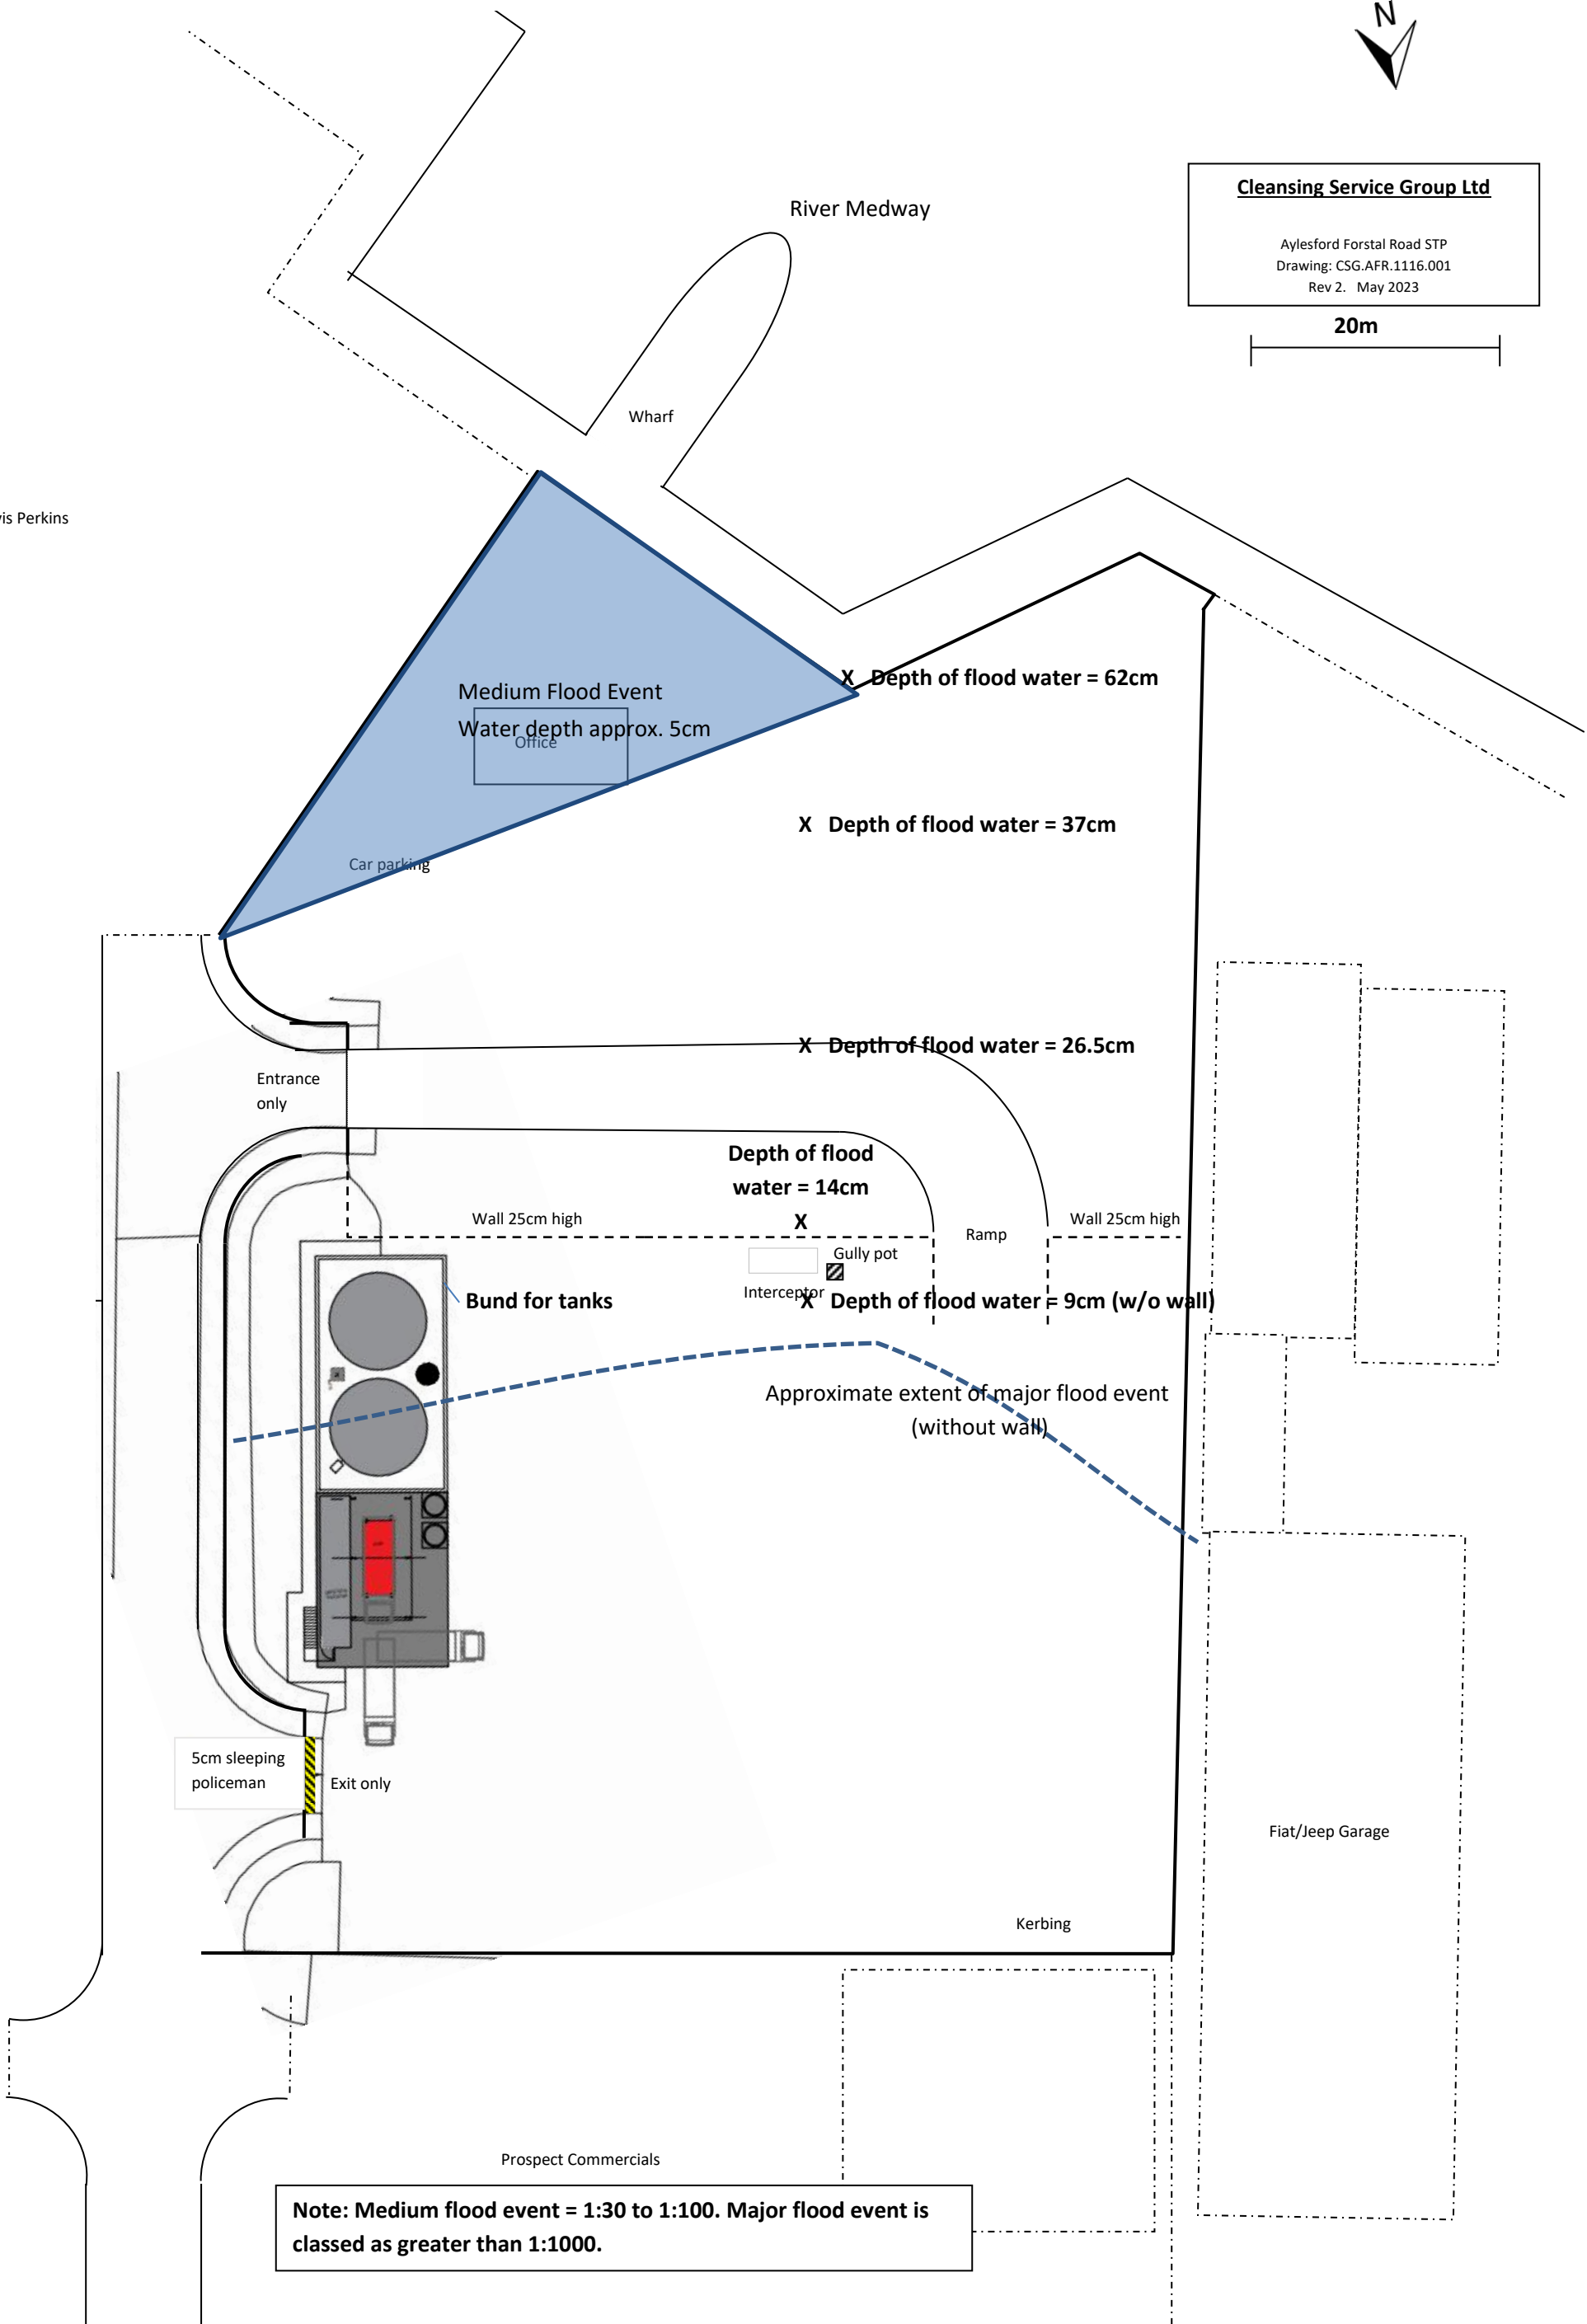 N
Cleansing Service Group Ltd
Aylesford Forstal Road STP
Drawing: CSG.AFR.1116.001
Rev 2. May 2023
20m
River Medway
Wharf
Perkins
X Depth of flood water = 62cm
Medium Flood Event
Water depth approx. 5cm
Office
X Depth of flood water = 37cm
Car parking
X Depth of flood water = 26.5cm
Entrance
only
Depth of flood
water = 14cm
X
Wall 25cm high
Wall 25cm high
Ramp
Gully pot
Interceptor
X Depth of flood water = 9cm (w/o wall)
Bund for tanks
Approximate extent of major flood event
(without wall)
5cm sleeping
policeman
Exit only
Fiat/Jeep Garage
Kerbing
Prospect Commercials
Note: Medium flood event = 1:30 to 1:100. Major flood event is
classed as greater than 1:1000.